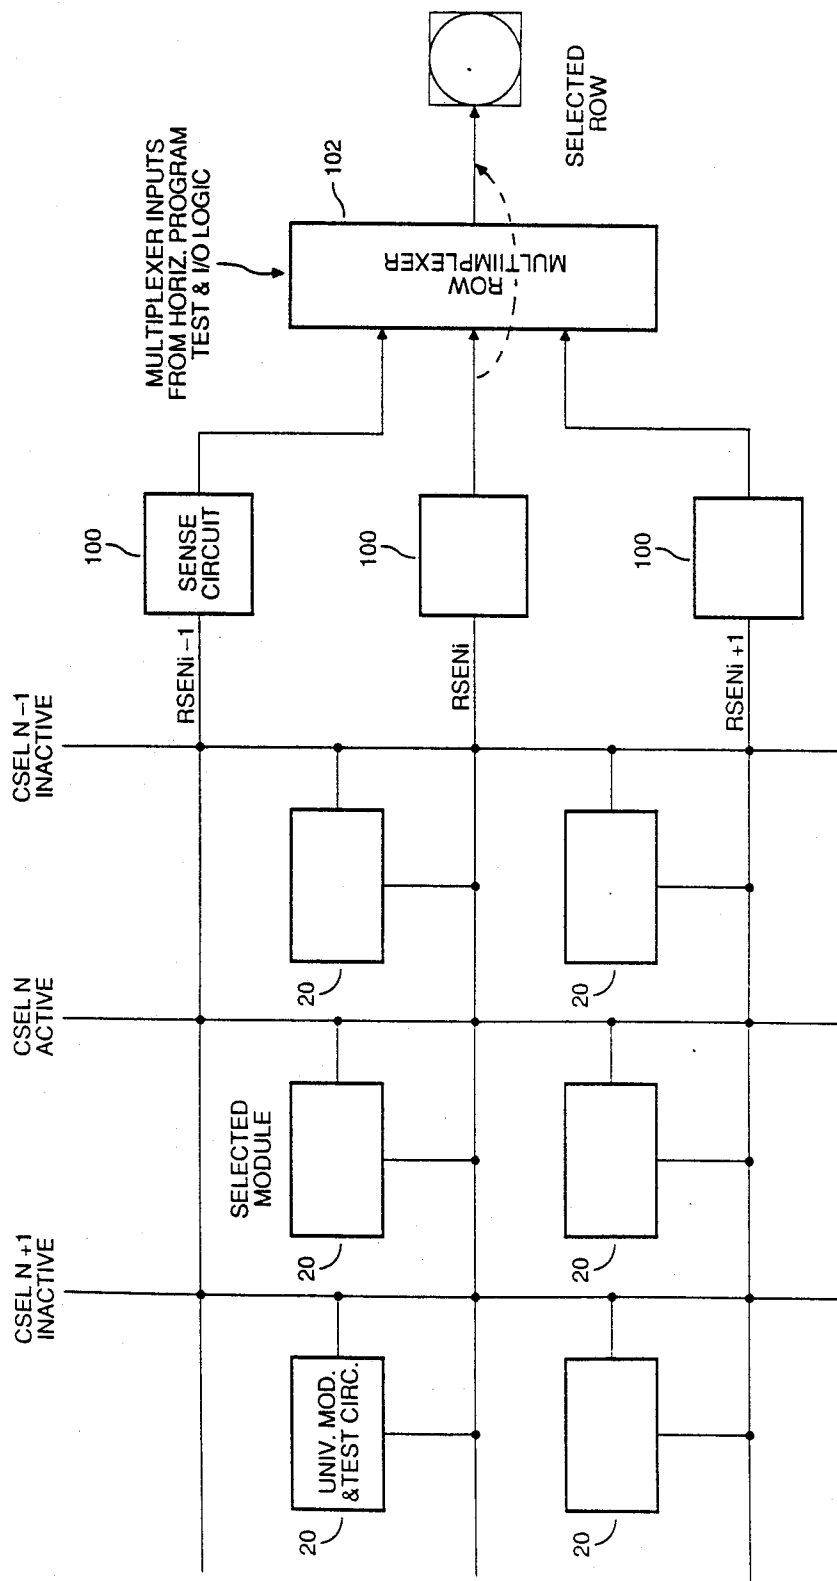 CSEL N+1
INACTIVE
CSEL N
ACTIVE
CSEL N–1
INACTIVE
MULTIPLEXER INPUTS
FROM HORIZ. PROGRAM
TEST & I/O LOGIC
100
SENSE
CIRCUIT
RSENi –1
102
20
UNIV. MOD.
&TEST CIRC.
SELECTED
MODULE
20
20
RSENi
100
ROW
MULTIIMPLEXER
SELECTED
ROW
20
20
20
RSENi +1
100